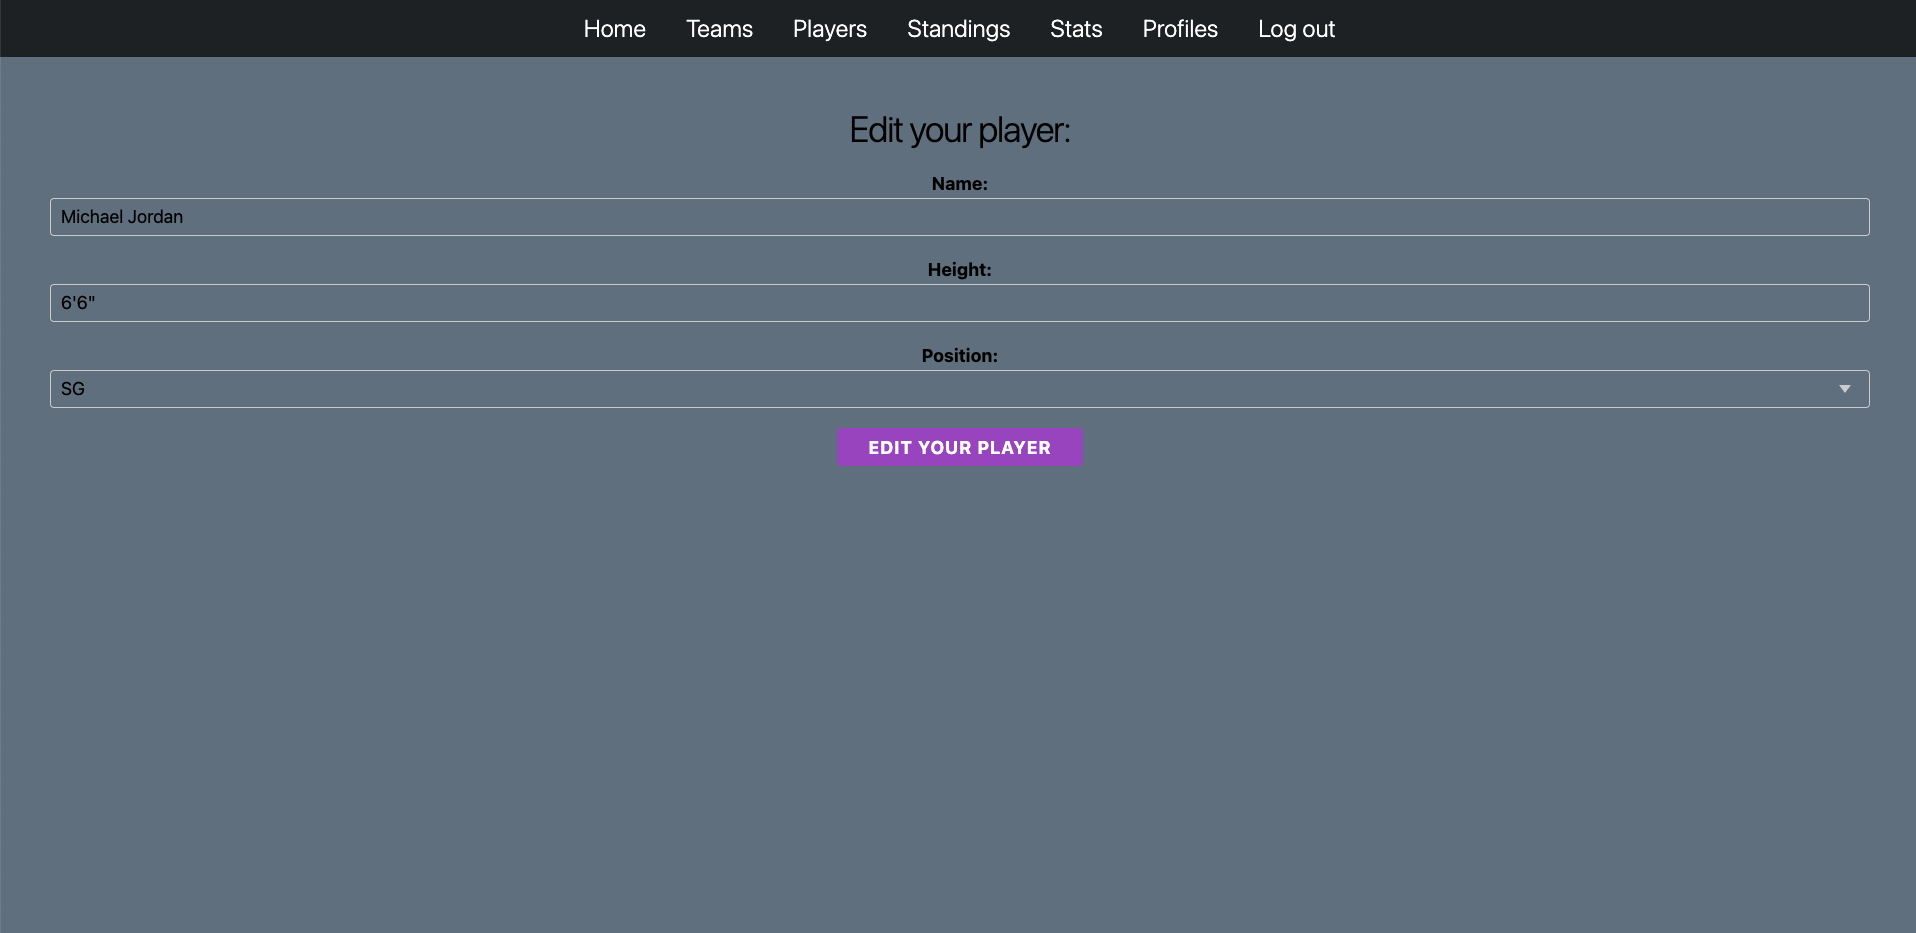 Home Teams Players Standings Stats Profiles Log out
Edit your player:
Name:
Michael Jordan
Height:
6'6"
Position:
SG
EDIT YOUR PLAYER